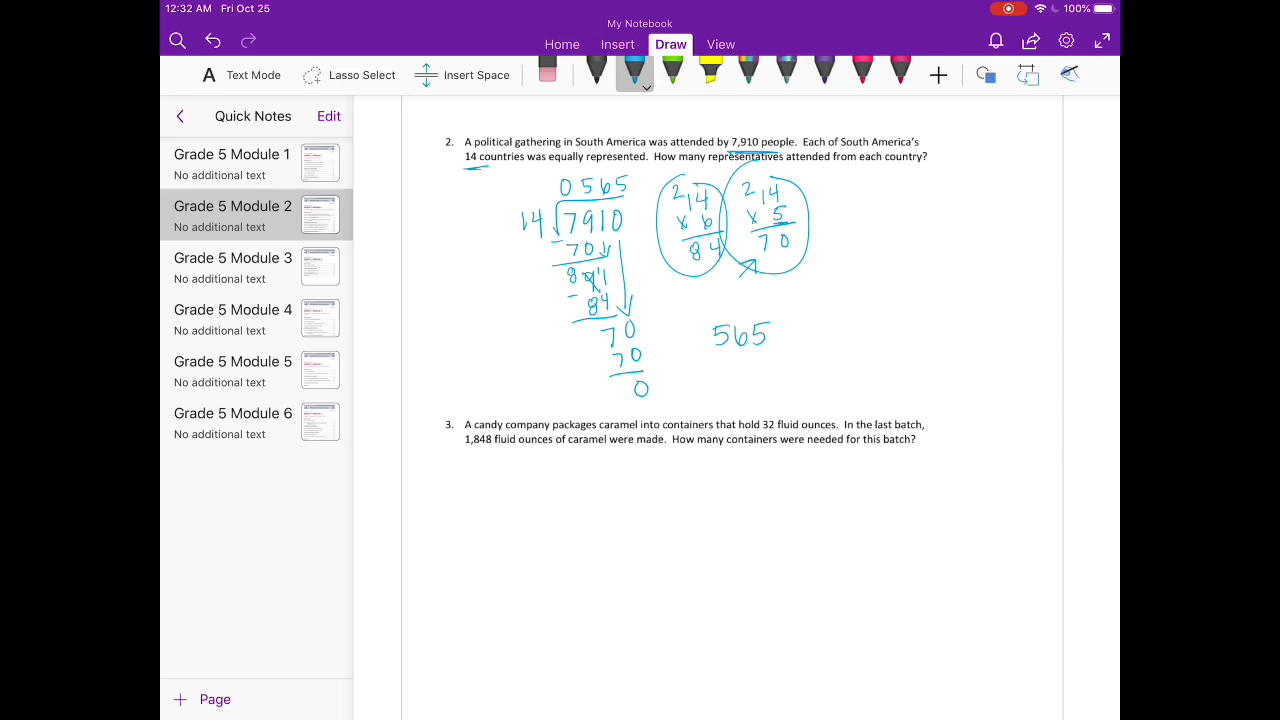 12:32 AM Fri Oct 25
100%
My Notebook
Home Insert Draw View
A Text Mode Lasso Select Insert Space
Quick Notes Edit
Grade 5 Module 1
No additional text
Grade 5 Module 2
No additional text
Grade 5 Module 3
No additional text
Grade 5 Module 4
No additional text
Grade 5 Module 5
No additional text
Grade 5 Module 6
No additional text
+ Page
2. A political gathering in South America was attended by 7,910 people. Each of South America's
14 countries was equally represented. How many representatives attended from each country?
0565
14 7910
- 70
8
- 84
70
70
0
2
14
x 6
84
2
14
x 5
70
565
3. A candy company packages caramel into containers that hold 32 fluid ounces. In the last batch,
1,848 fluid ounces of caramel were made. How many containers were needed for this batch?